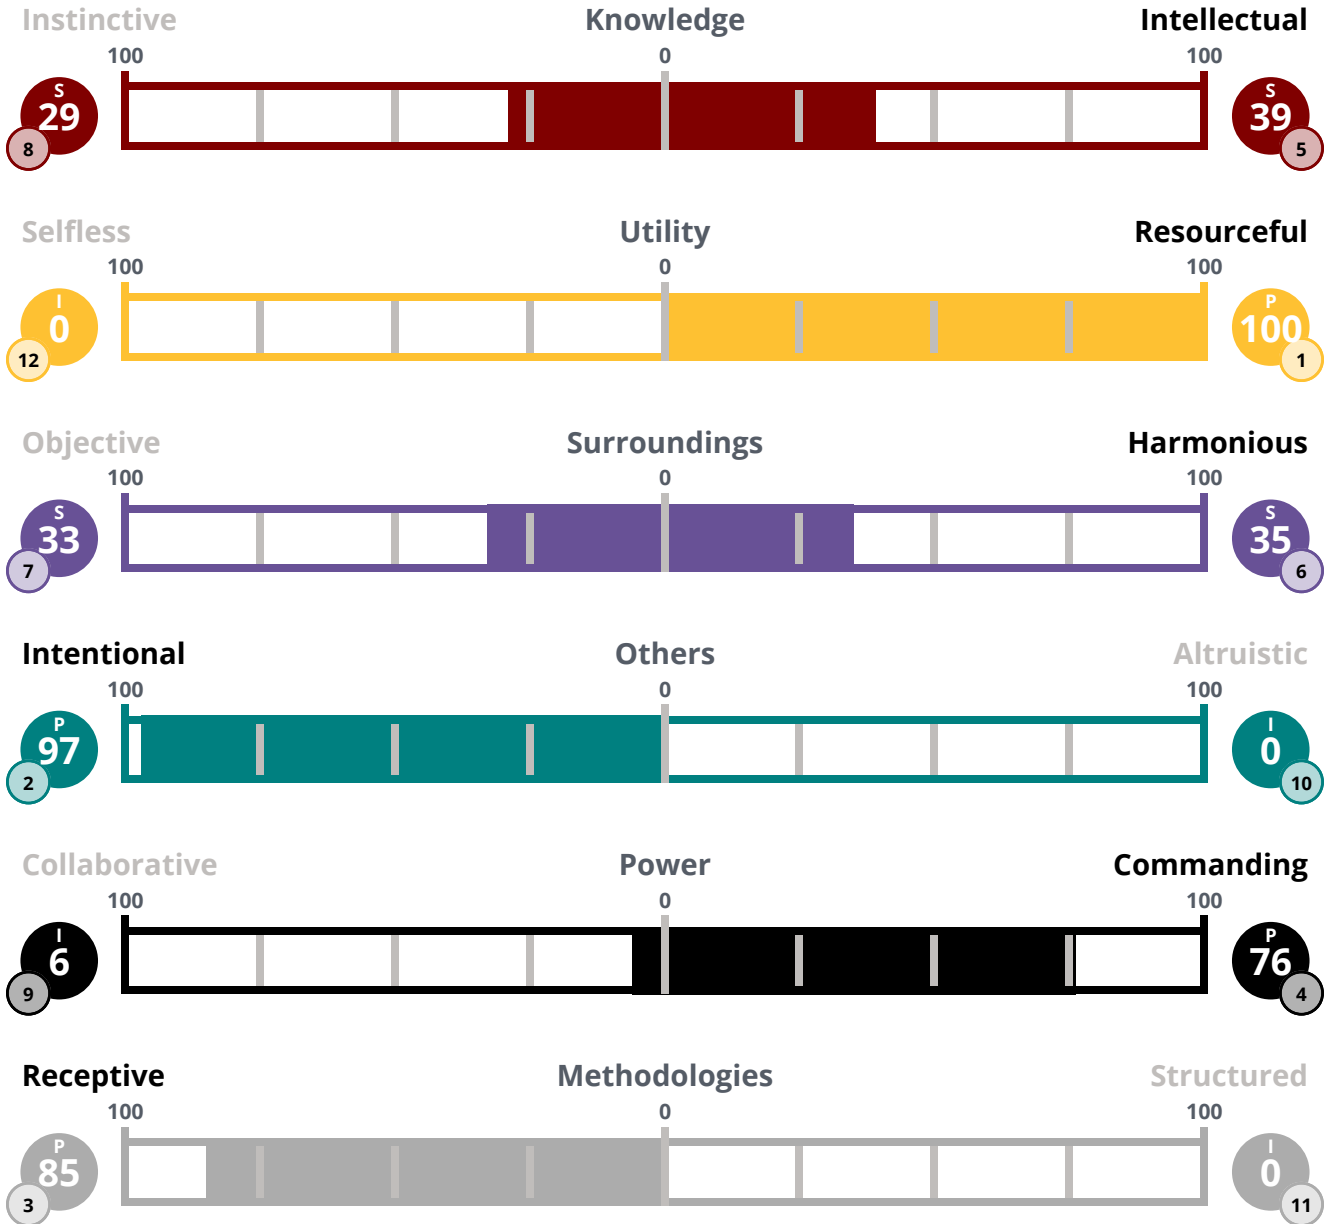 Instinctive Knowledge Intellectual
100 0 100
S S
29 39
8 5
Selfless Utility Resourceful
100 0 100
I P
0 100
12 1
Objective Surroundings Harmonious
100 0 100
S S
33 35
7 6
Intentional Others Altruistic
100 0 100
P I
97 0
2 10
Collaborative Power Commanding
100 0 100
I P
6 76
9 4
Receptive Methodologies Structured
100 0 100
P I
85 0
3 11